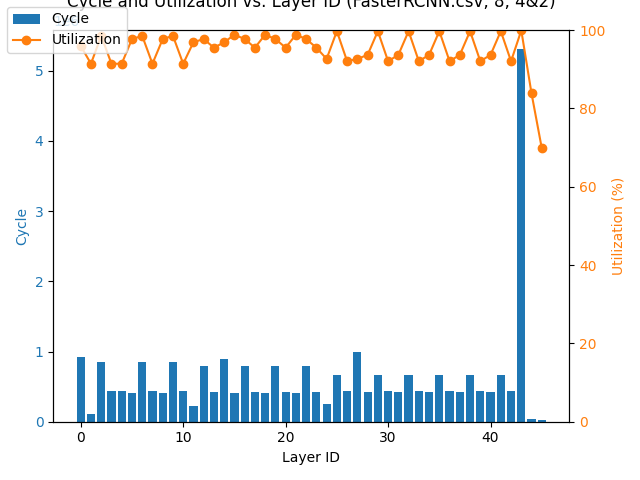 Cycle and Utilization vs. Layer ID (FasterRCNN.csv, 8, 4&2)
Cycle
Utilization
5
4
3
2
1
0
Cycle
100
80
60
40
20
0
Utilization (%)
0 10 20 30 40
Layer ID